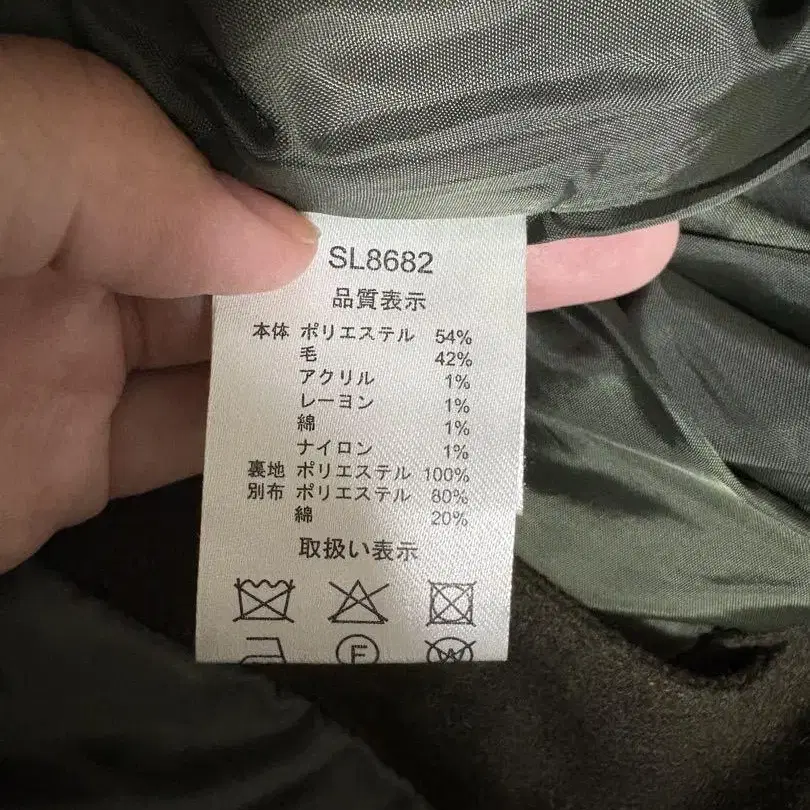 SL8682
品質表示
本体 ポリエステル 54%
毛 42%
アクリル 1%
レーヨン 1%
綿 1%
ナイロン 1%
裏地 ポリエステル 100%
別布 ポリエステル 80%
綿 20%
取扱い表示
F W